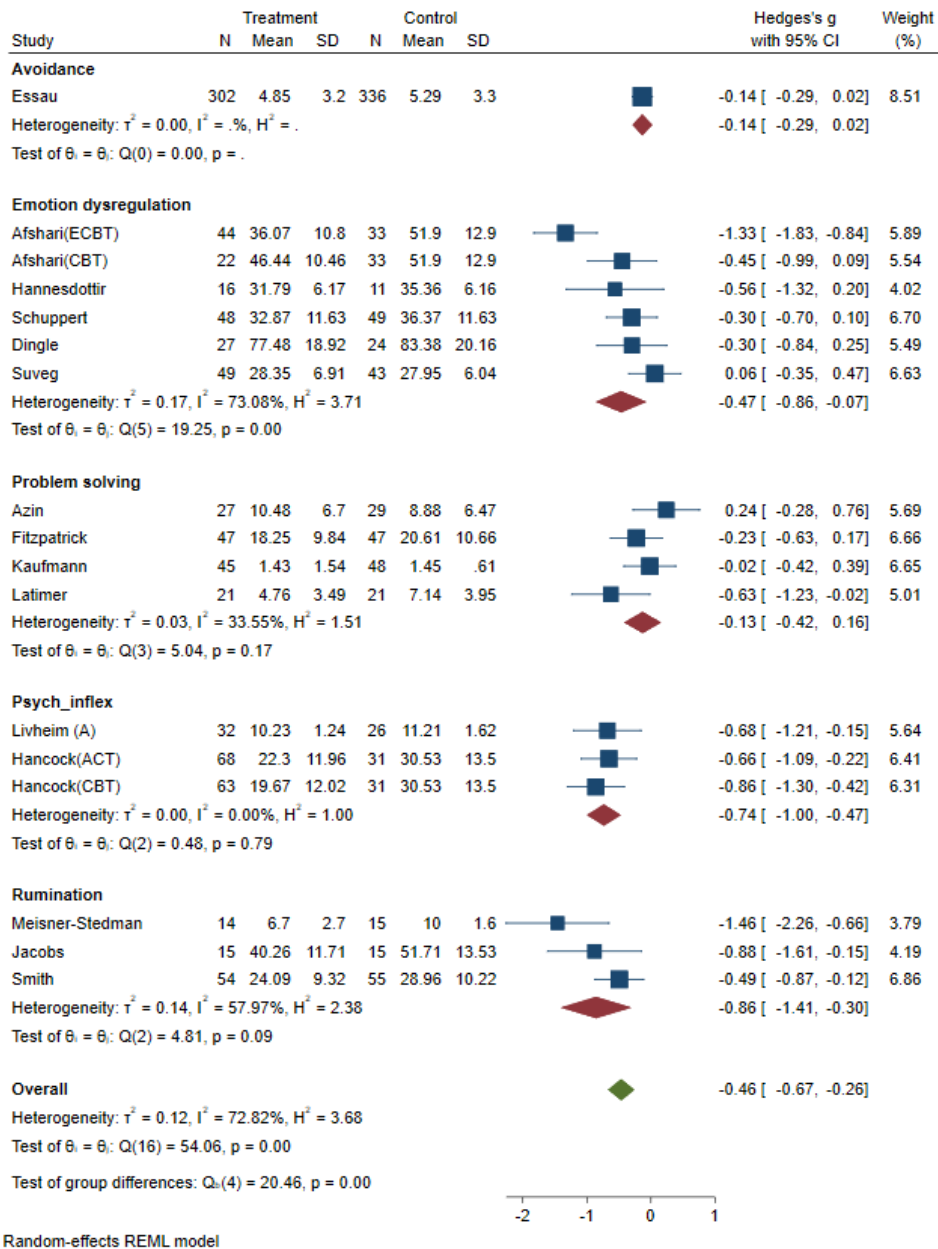 Treatment Control Hedges's g Weight
Study N Mean SD N Mean SD with 95% CI (%)
Avoidance
Essau 302 4.85 3.2 336 5.29 3.3 -0.14 [ -0.29, 0.02] 8.51
Heterogeneity: τ² = 0.00, I² = .%, H² = . -0.14 [ -0.29, 0.02]
Test of θᵢ = θⱼ: Q(0) = 0.00, p = .
Emotion dysregulation
Afshari(ECBT) 44 36.07 10.8 33 51.9 12.9 -1.33 [ -1.83, -0.84] 5.89
Afshari(CBT) 22 46.44 10.46 33 51.9 12.9 -0.45 [ -0.99, 0.09] 5.54
Hannesdottir 16 31.79 6.17 11 35.36 6.16 -0.56 [ -1.32, 0.20] 4.02
Schuppert 48 32.87 11.63 49 36.37 11.63 -0.30 [ -0.70, 0.10] 6.70
Dingle 27 77.48 18.92 24 83.38 20.16 -0.30 [ -0.84, 0.25] 5.49
Suveg 49 28.35 6.91 43 27.95 6.04 0.06 [ -0.35, 0.47] 6.63
Heterogeneity: τ² = 0.17, I² = 73.08%, H² = 3.71 -0.47 [ -0.86, -0.07]
Test of θᵢ = θⱼ: Q(5) = 19.25, p = 0.00
Problem solving
Azin 27 10.48 6.7 29 8.88 6.47 0.24 [ -0.28, 0.76] 5.69
Fitzpatrick 47 18.25 9.84 47 20.61 10.66 -0.23 [ -0.63, 0.17] 6.66
Kaufmann 45 1.43 1.54 48 1.45 .61 -0.02 [ -0.42, 0.39] 6.65
Latimer 21 4.76 3.49 21 7.14 3.95 -0.63 [ -1.23, -0.02] 5.01
Heterogeneity: τ² = 0.03, I² = 33.55%, H² = 1.51 -0.13 [ -0.42, 0.16]
Test of θᵢ = θⱼ: Q(3) = 5.04, p = 0.17
Psych_inflex
Livheim (A) 32 10.23 1.24 26 11.21 1.62 -0.68 [ -1.21, -0.15] 5.64
Hancock(ACT) 68 22.3 11.96 31 30.53 13.5 -0.66 [ -1.09, -0.22] 6.41
Hancock(CBT) 63 19.67 12.02 31 30.53 13.5 -0.86 [ -1.30, -0.42] 6.31
Heterogeneity: τ² = 0.00, I² = 0.00%, H² = 1.00 -0.74 [ -1.00, -0.47]
Test of θᵢ = θⱼ: Q(2) = 0.48, p = 0.79
Rumination
Meisner-Stedman 14 6.7 2.7 15 10 1.6 -1.46 [ -2.26, -0.66] 3.79
Jacobs 15 40.26 11.71 15 51.71 13.53 -0.88 [ -1.61, -0.15] 4.19
Smith 54 24.09 9.32 55 28.96 10.22 -0.49 [ -0.87, -0.12] 6.86
Heterogeneity: τ² = 0.14, I² = 57.97%, H² = 2.38 -0.86 [ -1.41, -0.30]
Test of θᵢ = θⱼ: Q(2) = 4.81, p = 0.09
Overall -0.46 [ -0.67, -0.26]
Heterogeneity: τ² = 0.12, I² = 72.82%, H² = 3.68
Test of θᵢ = θⱼ: Q(16) = 54.06, p = 0.00
Test of group differences: Q_b(4) = 20.46, p = 0.00
-2 -1 0 1
Random-effects REML model